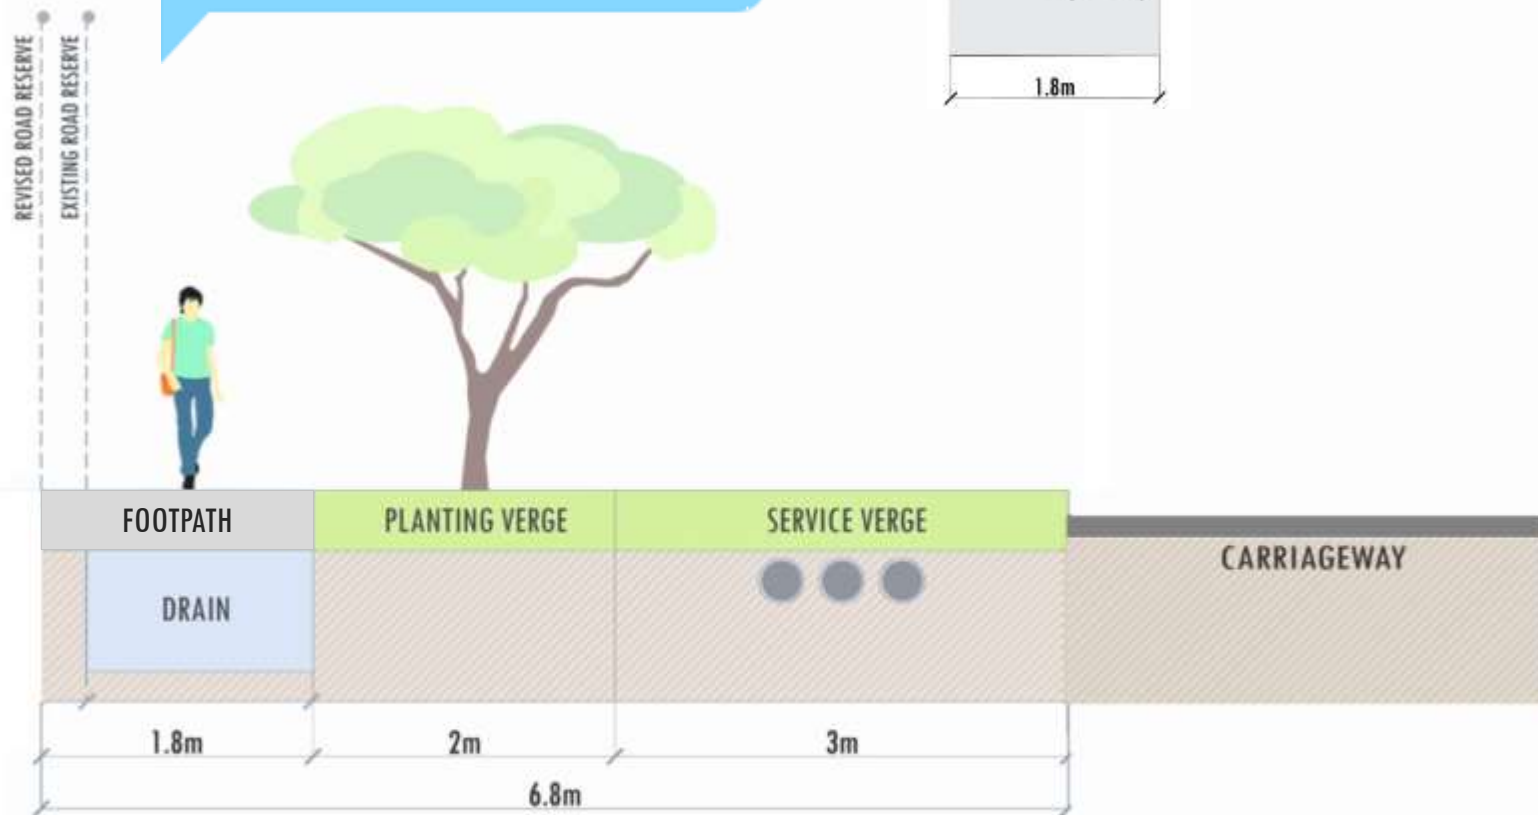 REVISED ROAD RESERVE
EXISTING ROAD RESERVE
1.8m
FOOTPATH
PLANTING VERGE
SERVICE VERGE
CARRIAGEWAY
DRAIN
1.8m
2m
3m
6.8m